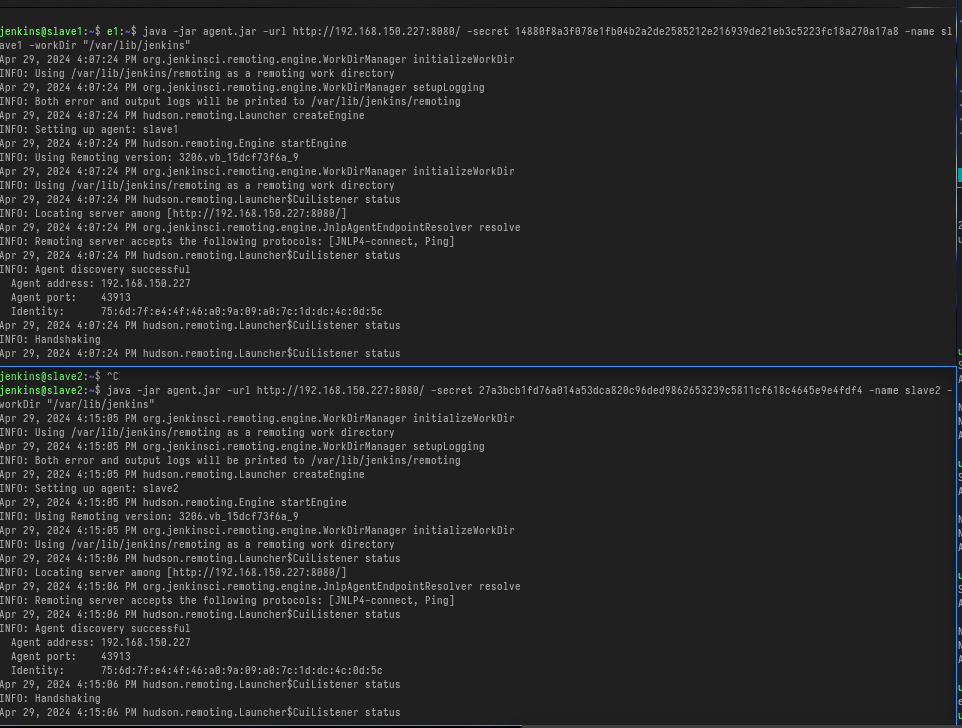 jenkins@slave1:~$ e1:~$ java -jar agent.jar -url http://192.168.150.227:8080/ -secret 14880f8a3f078e1fb04b2a2de2585212e216939de21eb3c5223fc18a270a17a8 -name sl
ave1 -workDir "/var/lib/jenkins"
Apr 29, 2024 4:07:24 PM org.jenkinsci.remoting.engine.WorkDirManager initializeWorkDir
INFO: Using /var/lib/jenkins/remoting as a remoting work directory
Apr 29, 2024 4:07:24 PM org.jenkinsci.remoting.engine.WorkDirManager setupLogging
INFO: Both error and output logs will be printed to /var/lib/jenkins/remoting
Apr 29, 2024 4:07:24 PM hudson.remoting.Launcher createEngine
INFO: Setting up agent: slave1
Apr 29, 2024 4:07:24 PM hudson.remoting.Engine startEngine
INFO: Using Remoting version: 3206.vb_15dcf73f6a_9
Apr 29, 2024 4:07:24 PM org.jenkinsci.remoting.engine.WorkDirManager initializeWorkDir
INFO: Using /var/lib/jenkins/remoting as a remoting work directory
Apr 29, 2024 4:07:24 PM hudson.remoting.Launcher$CuiListener status
INFO: Locating server among [http://192.168.150.227:8080/]
Apr 29, 2024 4:07:24 PM org.jenkinsci.remoting.engine.JnlpAgentEndpointResolver resolve
INFO: Remoting server accepts the following protocols: [JNLP4-connect, Ping]
Apr 29, 2024 4:07:24 PM hudson.remoting.Launcher$CuiListener status
INFO: Agent discovery successful
Agent address: 192.168.150.227
Agent port: 43913
Identity: 75:6d:7f:e4:4f:46:a0:9a:09:a0:7c:1d:dc:4c:0d:5c
Apr 29, 2024 4:07:24 PM hudson.remoting.Launcher$CuiListener status
INFO: Handshaking
Apr 29, 2024 4:07:24 PM hudson.remoting.Launcher$CuiListener status
jenkins@slave2:~$ ^C
jenkins@slave2:~$ java -jar agent.jar -url http://192.168.150.227:8080/ -secret 27a3bcb1fd76a014a53dca820c96ded9862653239c5811cf618c4645e9e4fdf4 -name slave2 -
workDir "/var/lib/jenkins"
Apr 29, 2024 4:15:05 PM org.jenkinsci.remoting.engine.WorkDirManager initializeWorkDir
INFO: Using /var/lib/jenkins/remoting as a remoting work directory
Apr 29, 2024 4:15:05 PM org.jenkinsci.remoting.engine.WorkDirManager setupLogging
INFO: Both error and output logs will be printed to /var/lib/jenkins/remoting
Apr 29, 2024 4:15:05 PM hudson.remoting.Launcher createEngine
INFO: Setting up agent: slave2
Apr 29, 2024 4:15:05 PM hudson.remoting.Engine startEngine
INFO: Using Remoting version: 3206.vb_15dcf73f6a_9
Apr 29, 2024 4:15:05 PM org.jenkinsci.remoting.engine.WorkDirManager initializeWorkDir
INFO: Using /var/lib/jenkins/remoting as a remoting work directory
Apr 29, 2024 4:15:06 PM hudson.remoting.Launcher$CuiListener status
INFO: Locating server among [http://192.168.150.227:8080/]
Apr 29, 2024 4:15:06 PM org.jenkinsci.remoting.engine.JnlpAgentEndpointResolver resolve
INFO: Remoting server accepts the following protocols: [JNLP4-connect, Ping]
Apr 29, 2024 4:15:06 PM hudson.remoting.Launcher$CuiListener status
INFO: Agent discovery successful
Agent address: 192.168.150.227
Agent port: 43913
Identity: 75:6d:7f:e4:4f:46:a0:9a:09:a0:7c:1d:dc:4c:0d:5c
Apr 29, 2024 4:15:06 PM hudson.remoting.Launcher$CuiListener status
INFO: Handshaking
Apr 29, 2024 4:15:06 PM hudson.remoting.Launcher$CuiListener status